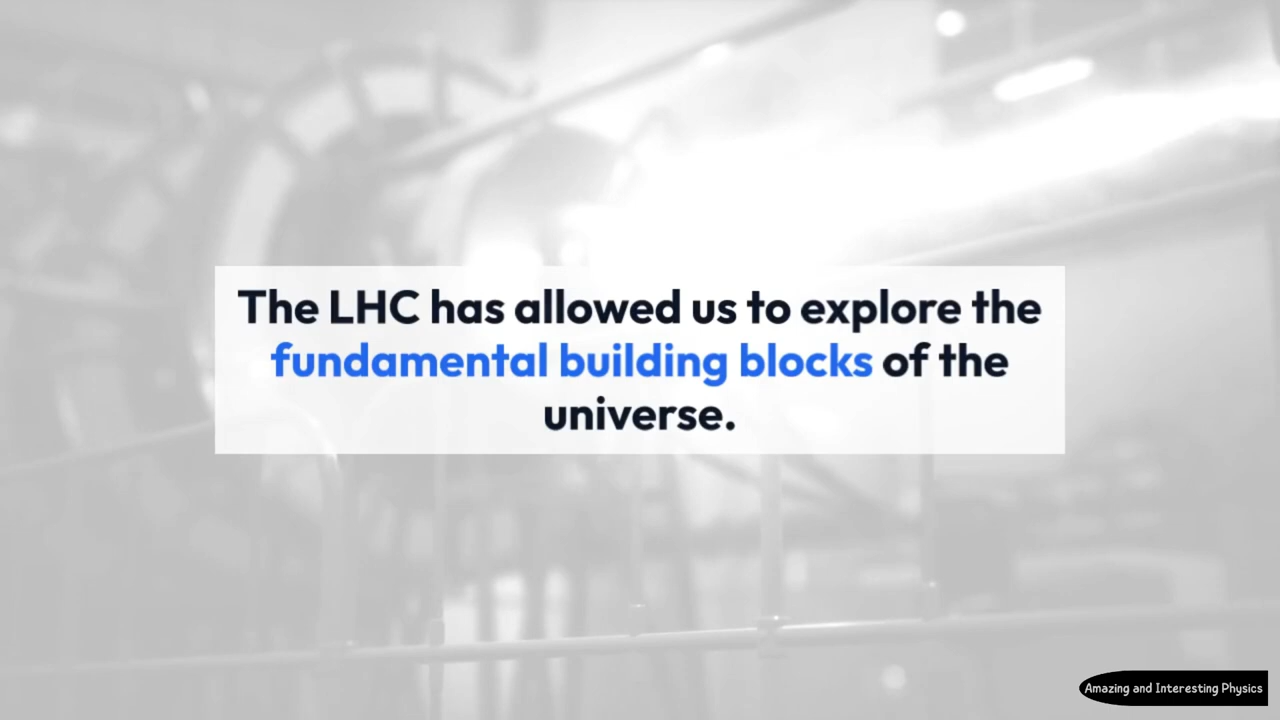 The LHC has allowed us to explore the
fundamental building blocks of the
universe.
Amazing and Interesting Physics